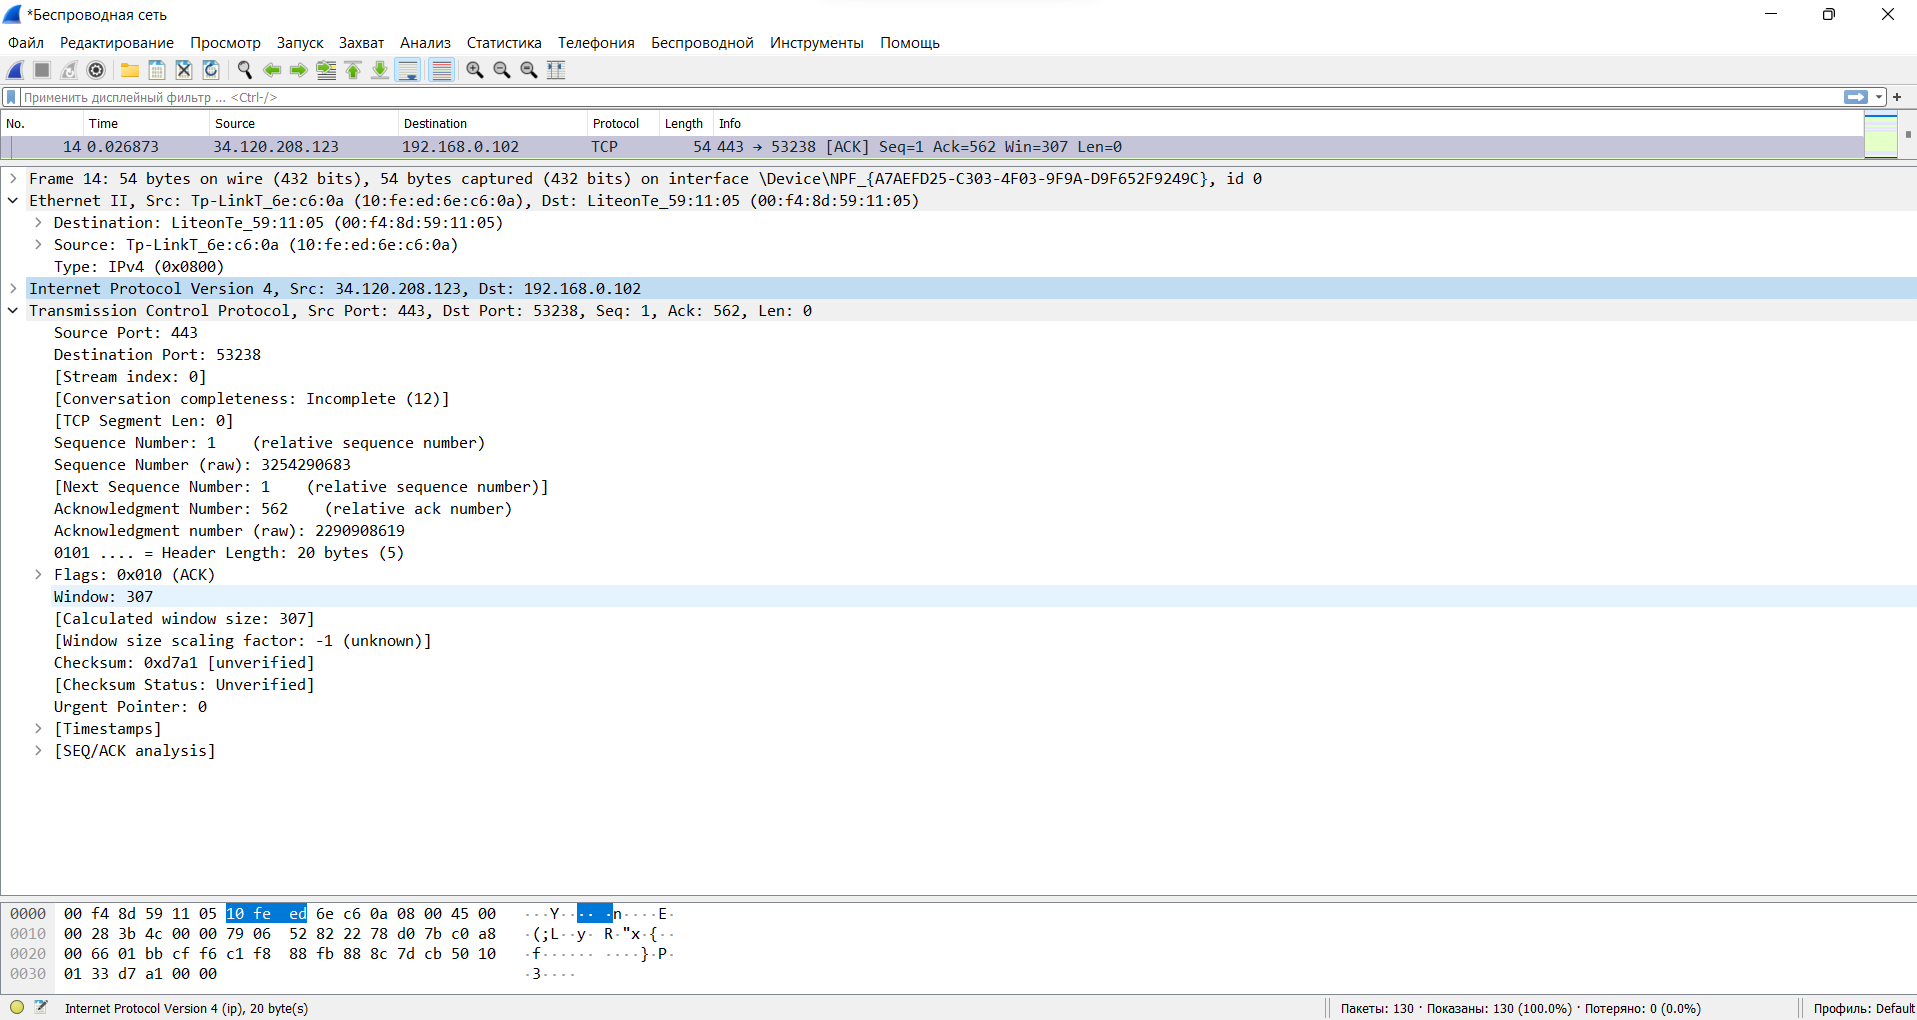 *Беспроводная сеть
Файл Редактирование Просмотр Запуск Захват Анализ Статистика Телефония Беспроводной Инструменты Помощь
Применить дисплейный фильтр ... <Ctrl-/>
No. Time Source Destination Protocol Length Info
14 0.026873 34.120.208.123 192.168.0.102 TCP 54 443 → 53238 [ACK] Seq=1 Ack=562 Win=307 Len=0
Frame 14: 54 bytes on wire (432 bits), 54 bytes captured (432 bits) on interface \Device\NPF_{A7AEFD25-C303-4F03-9F9A-D9F652F9249C}, id 0
Ethernet II, Src: Tp-LinkT_6e:c6:0a (10:fe:ed:6e:c6:0a), Dst: LiteonTe_59:11:05 (00:f4:8d:59:11:05)
Destination: LiteonTe_59:11:05 (00:f4:8d:59:11:05)
Source: Tp-LinkT_6e:c6:0a (10:fe:ed:6e:c6:0a)
Type: IPv4 (0x0800)
Internet Protocol Version 4, Src: 34.120.208.123, Dst: 192.168.0.102
Transmission Control Protocol, Src Port: 443, Dst Port: 53238, Seq: 1, Ack: 562, Len: 0
Source Port: 443
Destination Port: 53238
[Stream index: 0]
[Conversation completeness: Incomplete (12)]
[TCP Segment Len: 0]
Sequence Number: 1    (relative sequence number)
Sequence Number (raw): 3254290683
[Next Sequence Number: 1    (relative sequence number)]
Acknowledgment Number: 562    (relative ack number)
Acknowledgment number (raw): 2290908619
0101 .... = Header Length: 20 bytes (5)
Flags: 0x010 (ACK)
Window: 307
[Calculated window size: 307]
[Window size scaling factor: -1 (unknown)]
Checksum: 0xd7a1 [unverified]
[Checksum Status: Unverified]
Urgent Pointer: 0
[Timestamps]
[SEQ/ACK analysis]
0000 00 f4 8d 59 11 05 10 fe ed 6e c6 0a 08 00 45 00 ···Y·· ·· ·n····E·
0010 00 28 3b 4c 00 00 79 06 52 82 22 78 d0 7b c0 a8 ·(;L··y· R·"x·{··
0020 00 66 01 bb cf f6 c1 f8 88 fb 88 8c 7d cb 50 10 ·f······ ····}·P·
0030 01 33 d7 a1 00 00 ·3····
Internet Protocol Version 4 (ip), 20 byte(s) Пакеты: 130 · Показаны: 130 (100.0%) · Потеряно: 0 (0.0%) Профиль: Default